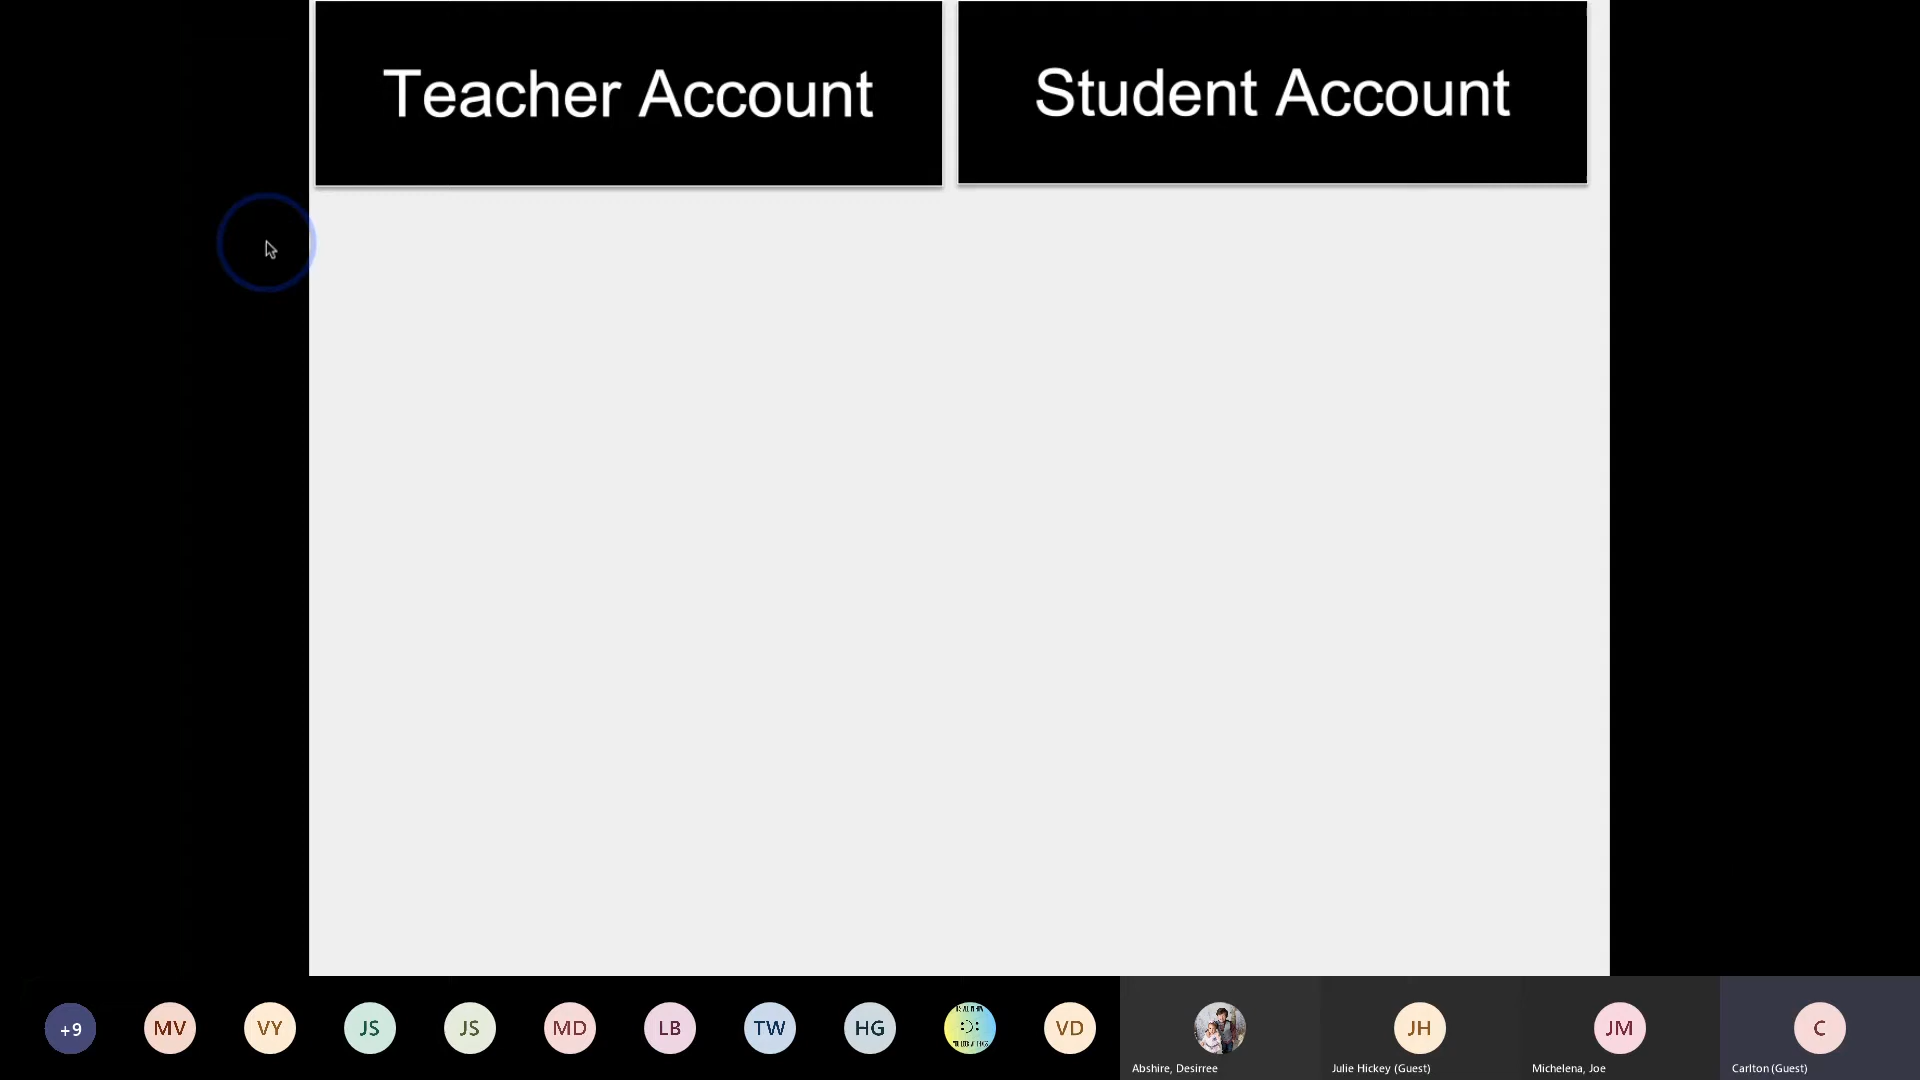 Teacher Account
Student Account
+9
MV
VY
JS
JS
MD
LB
TW
HG
:):
VD
JH
JM
C
Abshire, Desirree
Julie Hickey (Guest)
Michelena, Joe
Carlton (Guest)